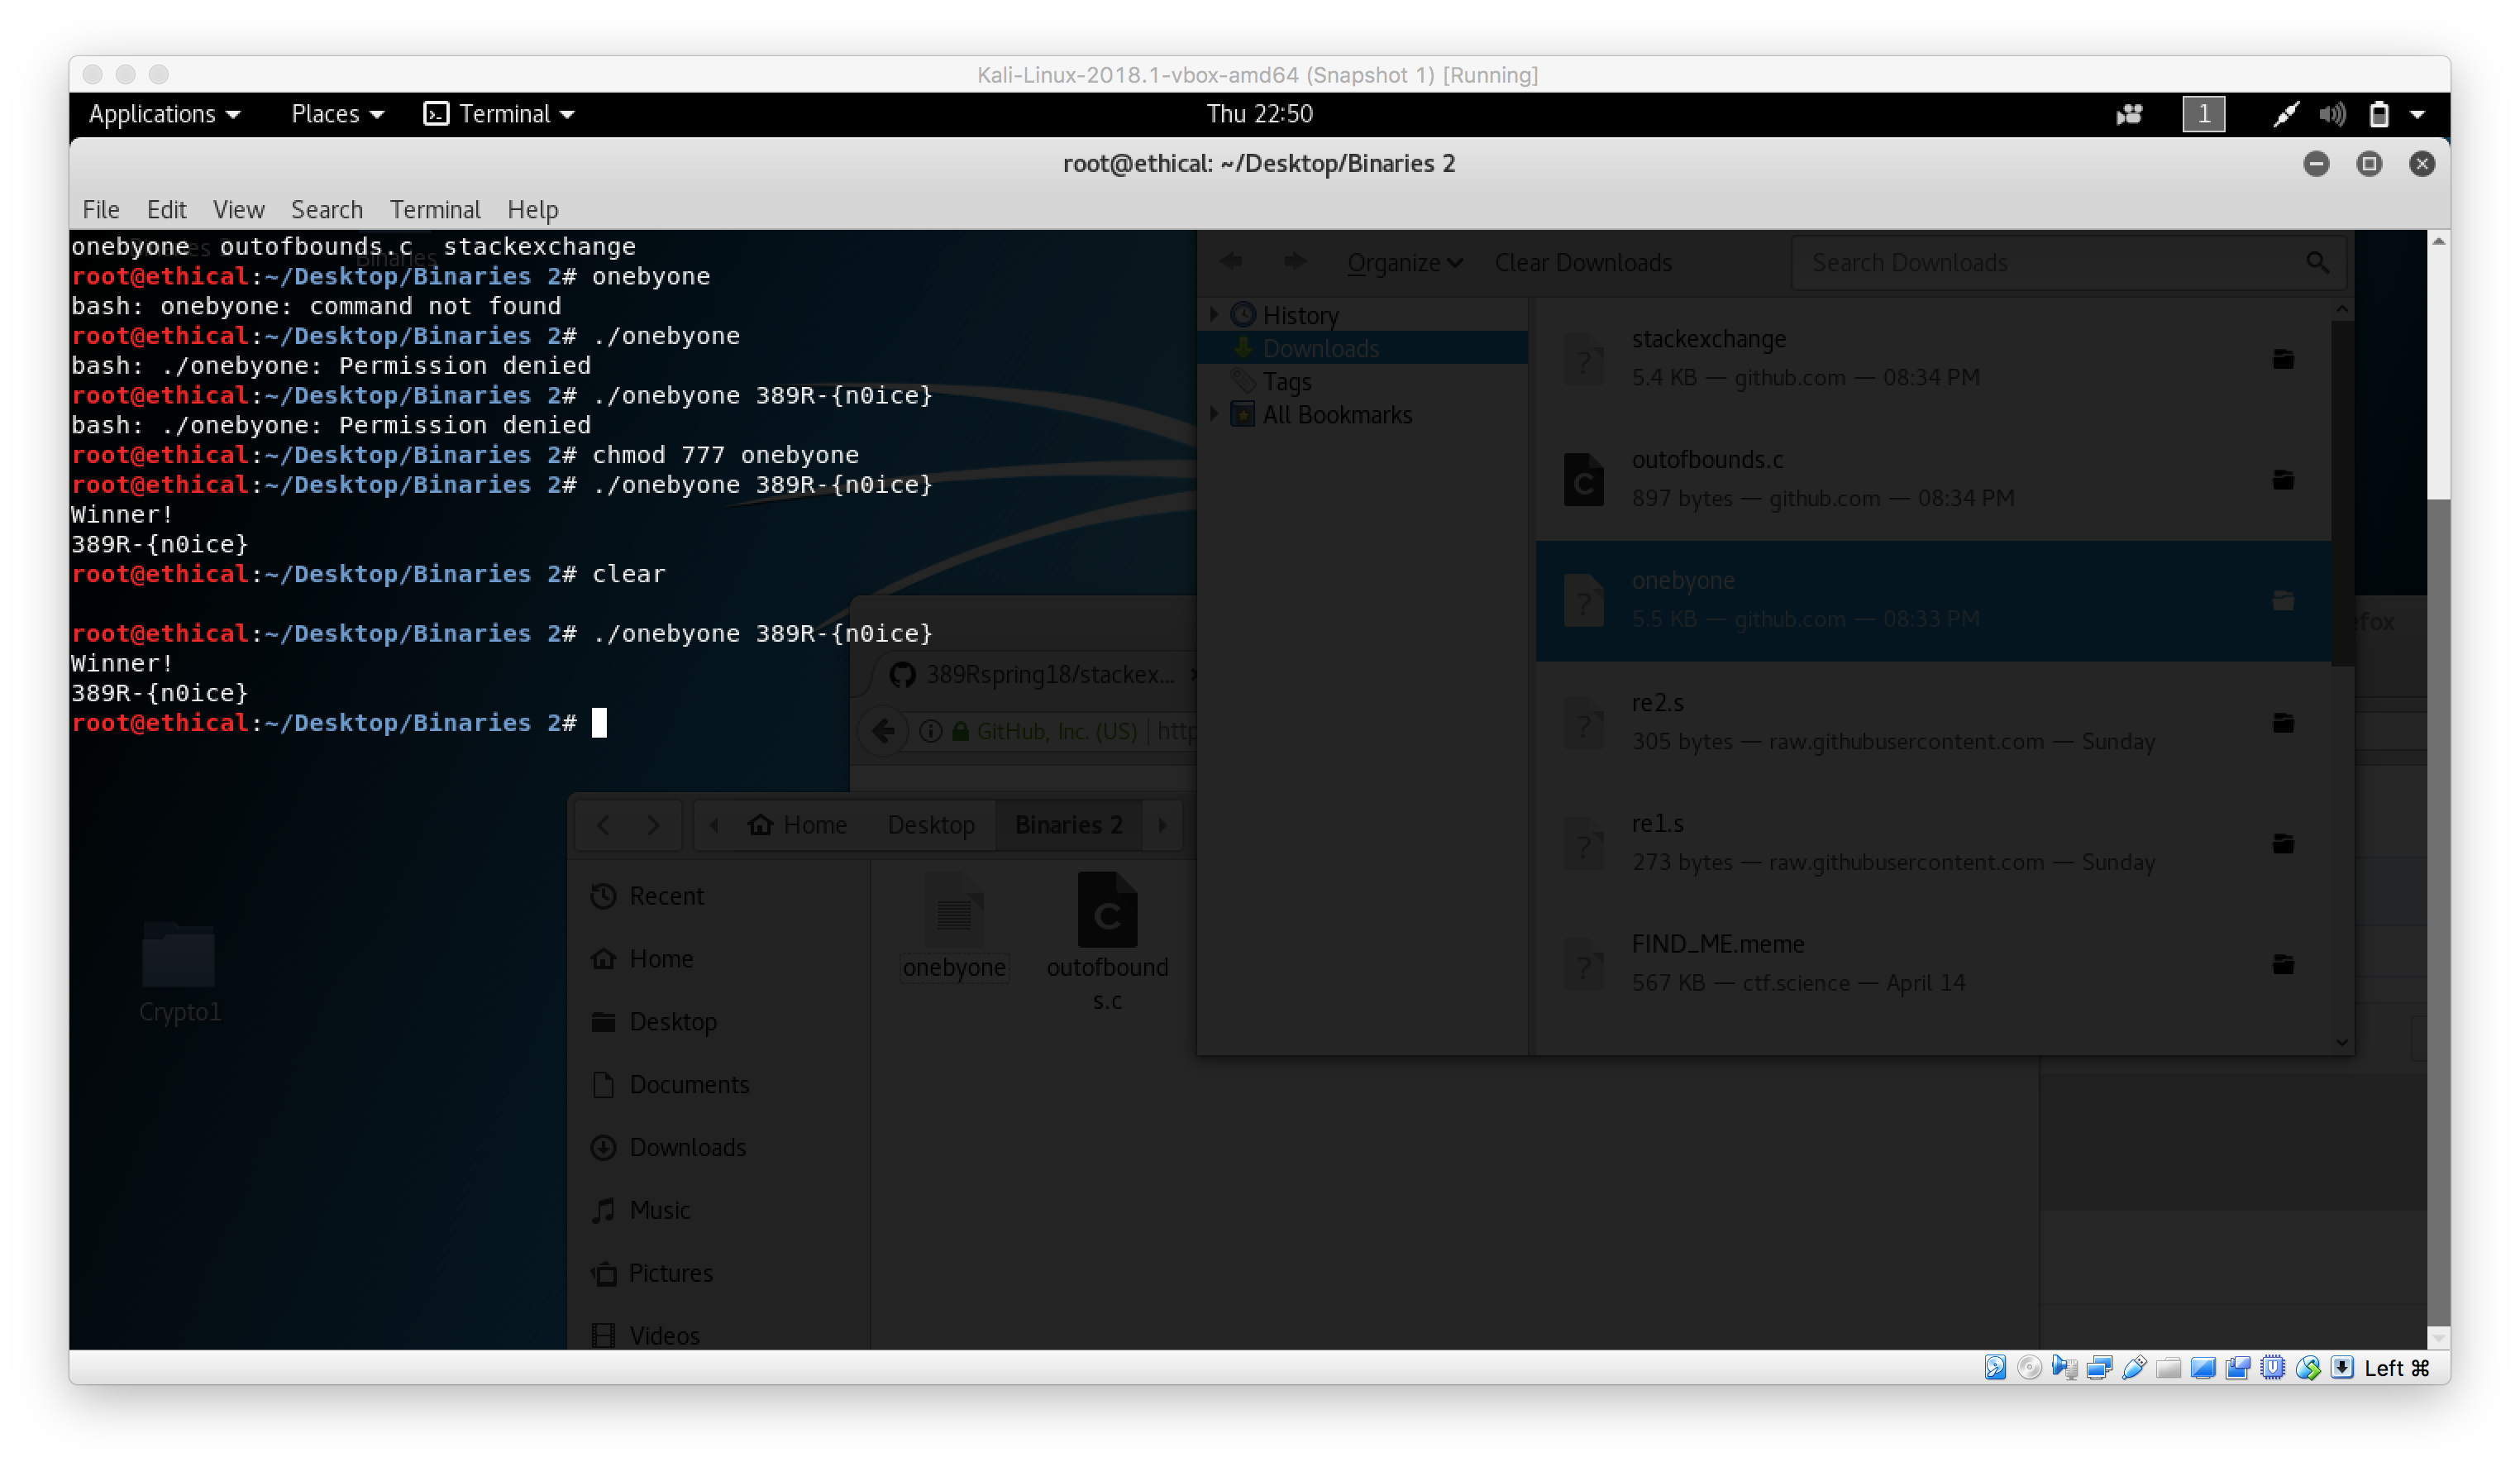 Kali-Linux-2018.1-vbox-amd64 (Snapshot 1) [Running]
Applications Places Terminal Thu 22:50 1
root@ethical: ~/Desktop/Binaries 2
File Edit View Search Terminal Help
onebyone outofbounds.c stackexchange
root@ethical:~/Desktop/Binaries 2# onebyone
bash: onebyone: command not found
root@ethical:~/Desktop/Binaries 2# ./onebyone
bash: ./onebyone: Permission denied
root@ethical:~/Desktop/Binaries 2# ./onebyone 389R-{n0ice}
bash: ./onebyone: Permission denied
root@ethical:~/Desktop/Binaries 2# chmod 777 onebyone
root@ethical:~/Desktop/Binaries 2# ./onebyone 389R-{n0ice}
Winner!
389R-{n0ice}
root@ethical:~/Desktop/Binaries 2# clear
root@ethical:~/Desktop/Binaries 2# ./onebyone 389R-{n0ice}
Winner!
389R-{n0ice}
root@ethical:~/Desktop/Binaries 2#
Binaries
Organize Clear Downloads Search Downloads
History
Downloads
Tags
All Bookmarks
stackexchange
5.4 KB — github.com — 08:34 PM
outofbounds.c
897 bytes — github.com — 08:34 PM
onebyone
5.5 KB — github.com — 08:33 PM
re2.s
305 bytes — raw.githubusercontent.com — Sunday
re1.s
273 bytes — raw.githubusercontent.com — Sunday
FIND_ME.meme
567 KB — ctf.science — April 14
efox
389Rspring18/stackex...
GitHub, Inc. (US) http
Home Desktop Binaries 2
Recent
Home
Desktop
Documents
Downloads
Music
Pictures
Videos
onebyone
outofbound
s.c
Crypto1
Left ⌘